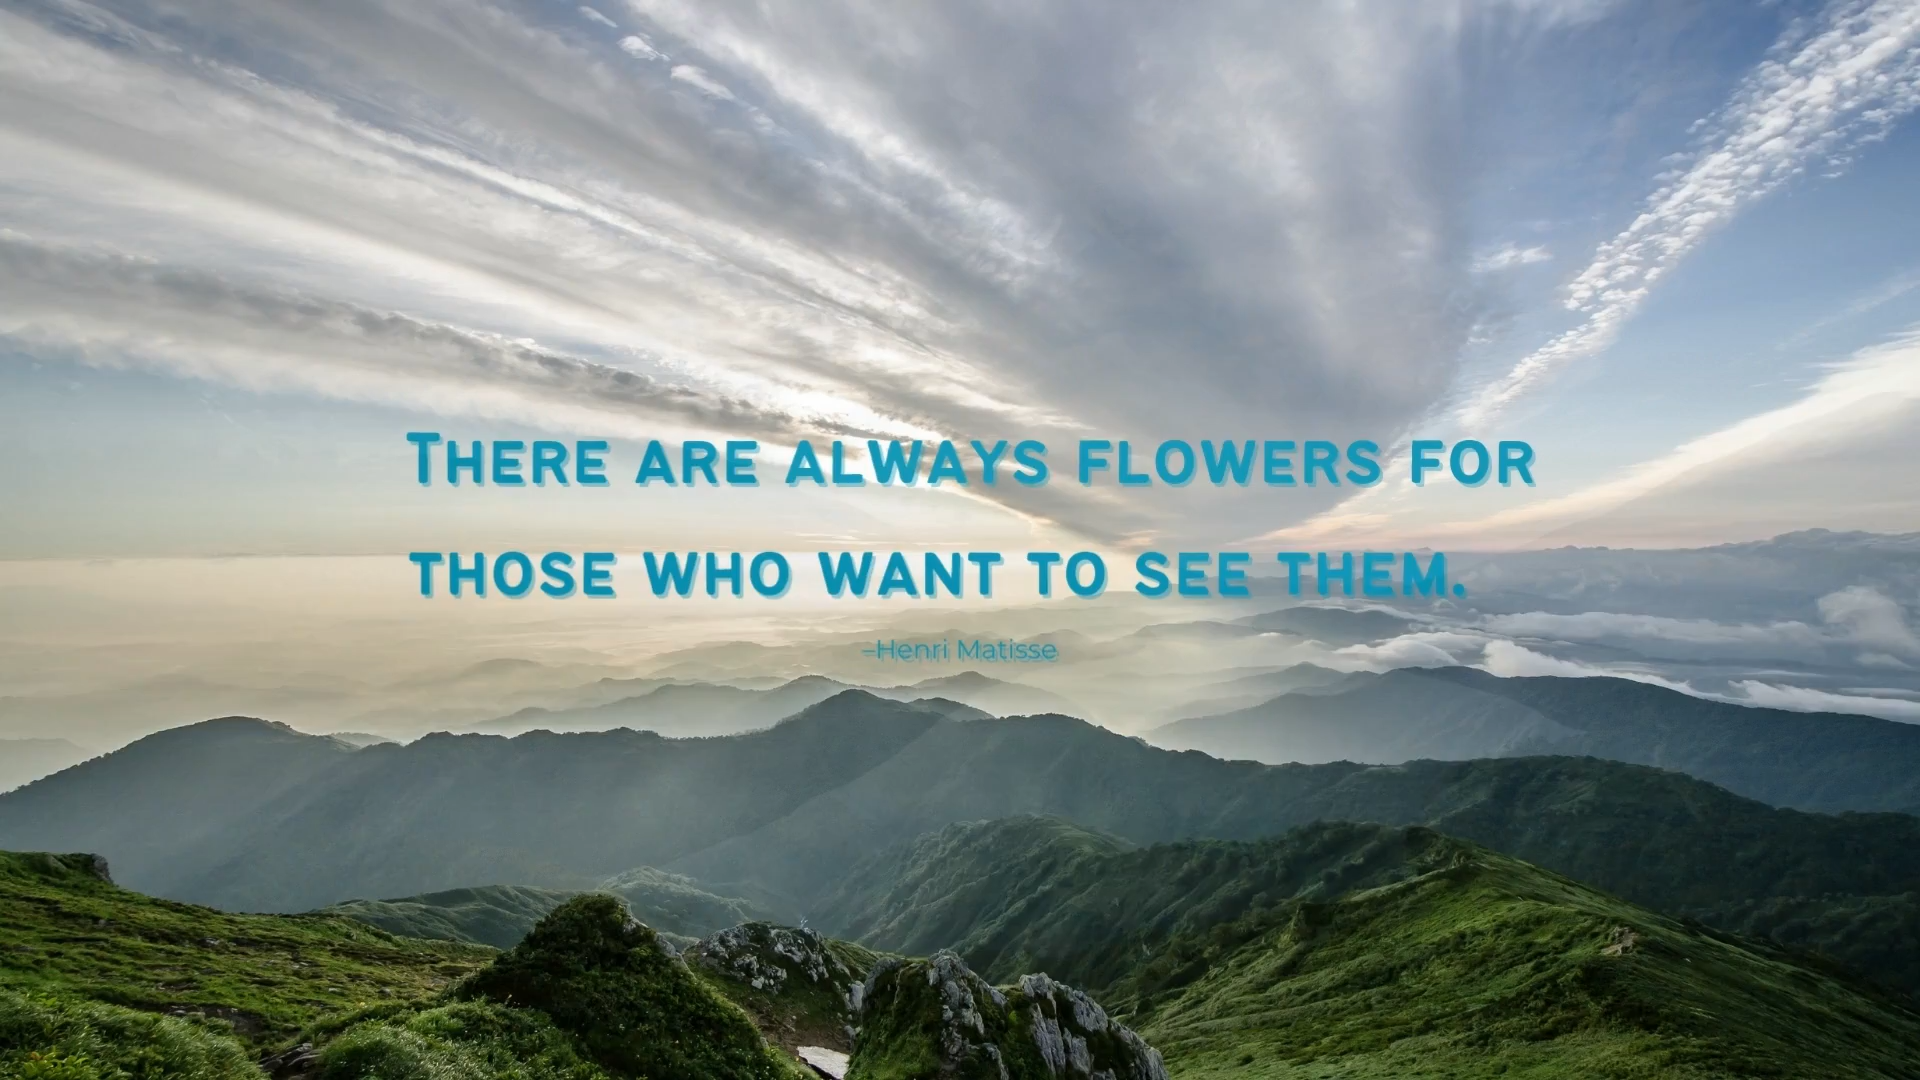 There are always flowers for
those who want to see them.
–Henri Matisse